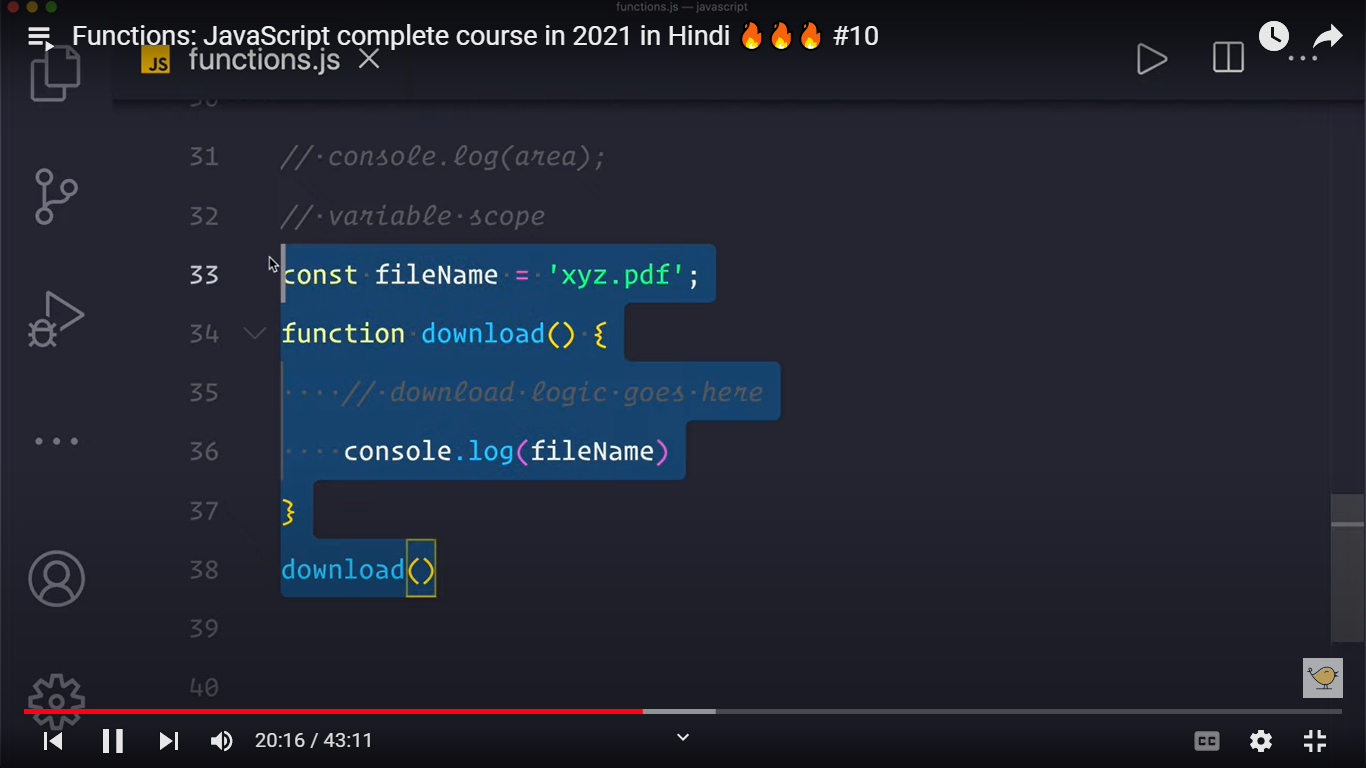 functions.js — javascript
Functions: JavaScript complete course in 2021 in Hindi 🔥🔥🔥 #10
JS functions.js
30
31 // console.log(area);
32 // variable scope
33 const fileName = 'xyz.pdf';
34 function download() {
35 // download logic goes here
36 console.log(fileName)
37 }
38 download()
39
40
20:16 / 43:11
CC